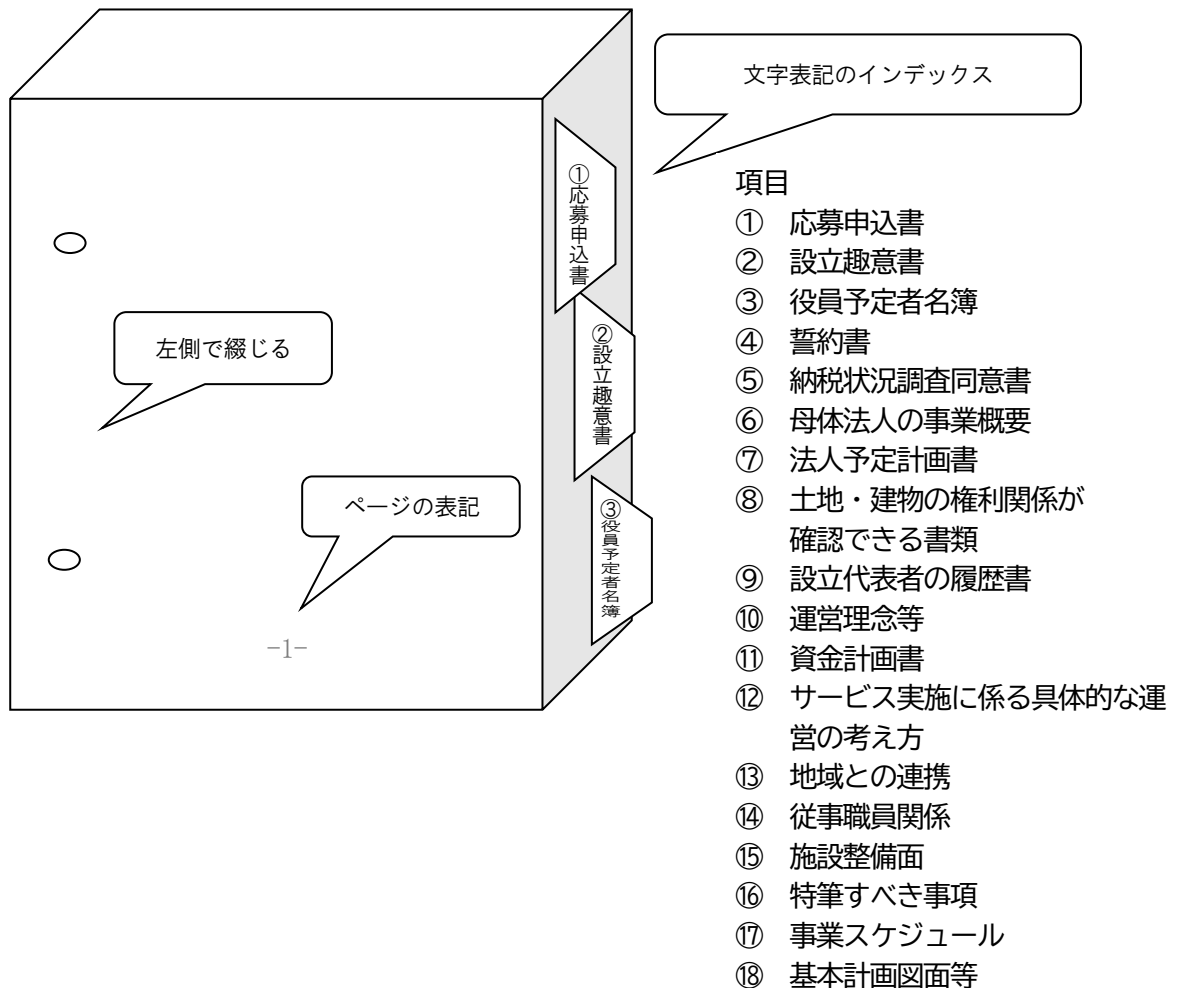 文字表記のインデックス
①応募申込書
②設立趣意書
③役員予定者名簿
左側で綴じる
ページの表記
-1-
項目
① 応募申込書
② 設立趣意書
③ 役員予定者名簿
④ 誓約書
⑤ 納税状況調査同意書
⑥ 母体法人の事業概要
⑦ 法人予定計画書
⑧ 土地・建物の権利関係が
確認できる書類
⑨ 設立代表者の履歴書
⑩ 運営理念等
⑪ 資金計画書
⑫ サービス実施に係る具体的な運
営の考え方
⑬ 地域との連携
⑭ 従事職員関係
⑮ 施設整備面
⑯ 特筆すべき事項
⑰ 事業スケジュール
⑱ 基本計画図面等